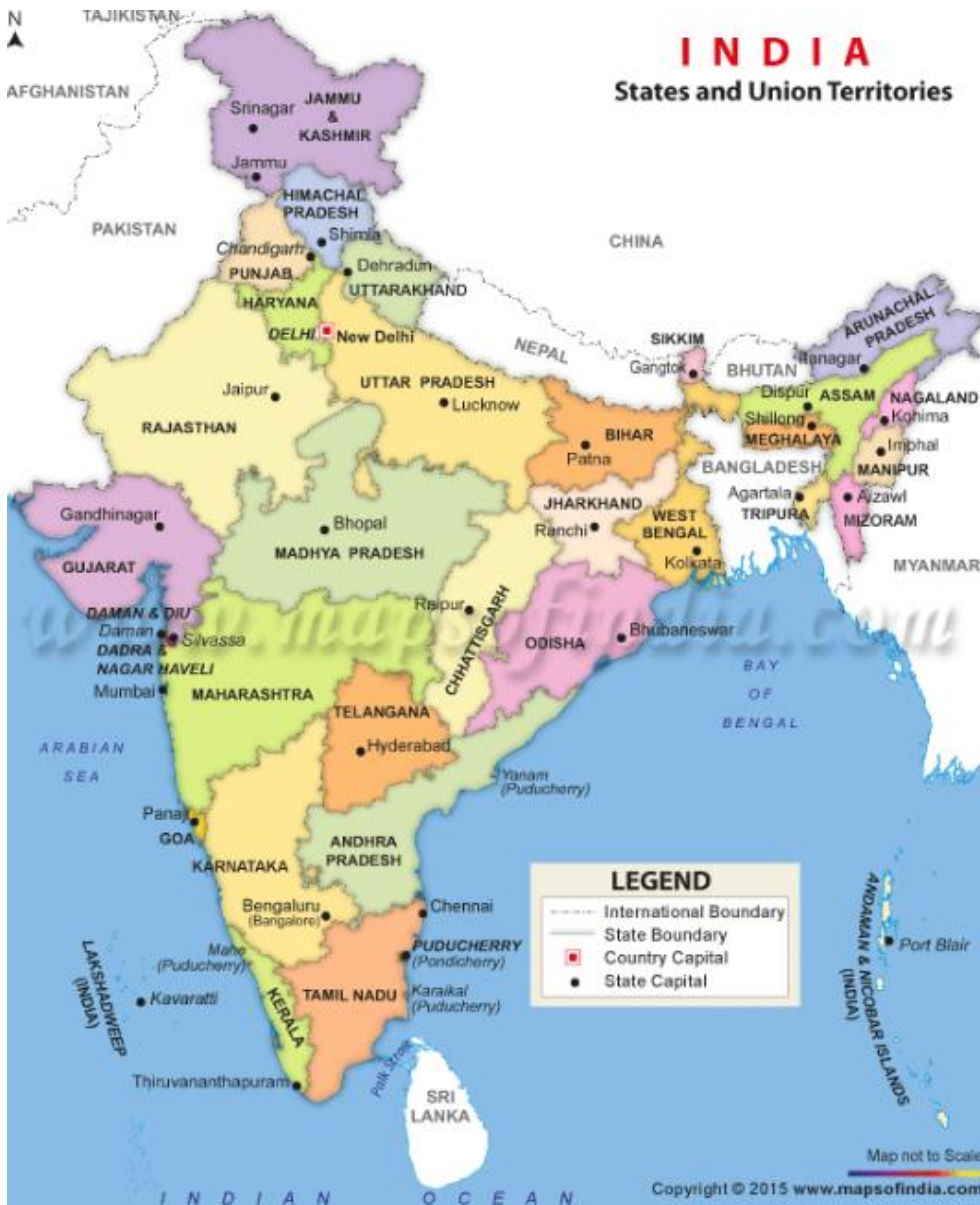 N
TAJIKISTAN
INDIA
States and Union Territories
AFGHANISTAN
Srinagar
JAMMU
&
KASHMIR
Jammu
HIMACHAL
PRADESH
PAKISTAN
Shimla
CHINA
Chandigarh
PUNJAB
Dehradun
UTTARAKHAND
HARYANA
DELHI
New Delhi
NEPAL
SIKKIM
Gangtok
BHUTAN
ARUNACHAL
PRADESH
Itanagar
Jaipur
RAJASTHAN
UTTAR PRADESH
Lucknow
BIHAR
Patna
Dispur
ASSAM
NAGALAND
Kohima
Shillong
MEGHALAYA
Imphal
MANIPUR
BANGLADESH
Gandhinagar
GUJARAT
Bhopal
MADHYA PRADESH
JHARKHAND
Ranchi
WEST
BENGAL
Kolkata
Agartala
TRIPURA
Aizawl
MIZORAM
MYANMAR
www.mapsofindia.com
DAMAN & DIU
Daman
Silvassa
DADRA &
NAGAR HAVELI
Mumbai
MAHARASHTRA
Raipur
CHHATTISGARH
ODISHA
Bhubaneswar
BAY
OF
BENGAL
ARABIAN
SEA
TELANGANA
Hyderabad
Yanam
(Puducherry)
Panaji
GOA
KARNATAKA
ANDHRA
PRADESH
Bengaluru
(Bangalore)
Chennai
LEGEND
International Boundary
State Boundary
Country Capital
State Capital
Mahe
(Puducherry)
PUDUCHERRY
(Pondicherry)
LAKSHADWEEP
(INDIA)
Kavaratti
KERALA
TAMIL NADU
Karaikal
(Puducherry)
ANDAMAN & NICOBAR ISLANDS
(INDIA)
Port Blair
Thiruvananthapuram
Palk Strait
SRI
LANKA
INDIAN OCEAN
Map not to Scale
Copyright © 2015 www.mapsofindia.com